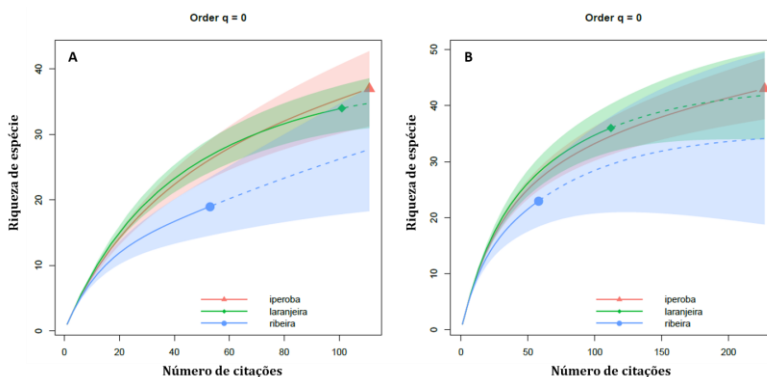 Order q = 0
A
Riqueza de espécie
40
30
20
10
0
0 20 40 60 80 100
iperoba
laranjeira
ribeira
Número de citações
Order q = 0
B
Riqueza de espécie
50
40
30
20
10
0
0 50 100 150 200
iperoba
laranjeira
ribeira
Número de citações